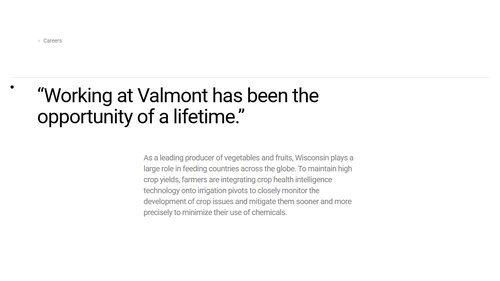 Careers
“Working at Valmont has been the
opportunity of a lifetime.”
As a leading producer of vegetables and fruits, Wisconsin plays a
large role in feeding countries across the globe. To maintain high
crop yields, farmers are integrating crop health intelligence
technology onto irrigation pivots to closely monitor the
development of crop issues and mitigate them sooner and more
precisely to minimize their use of chemicals.